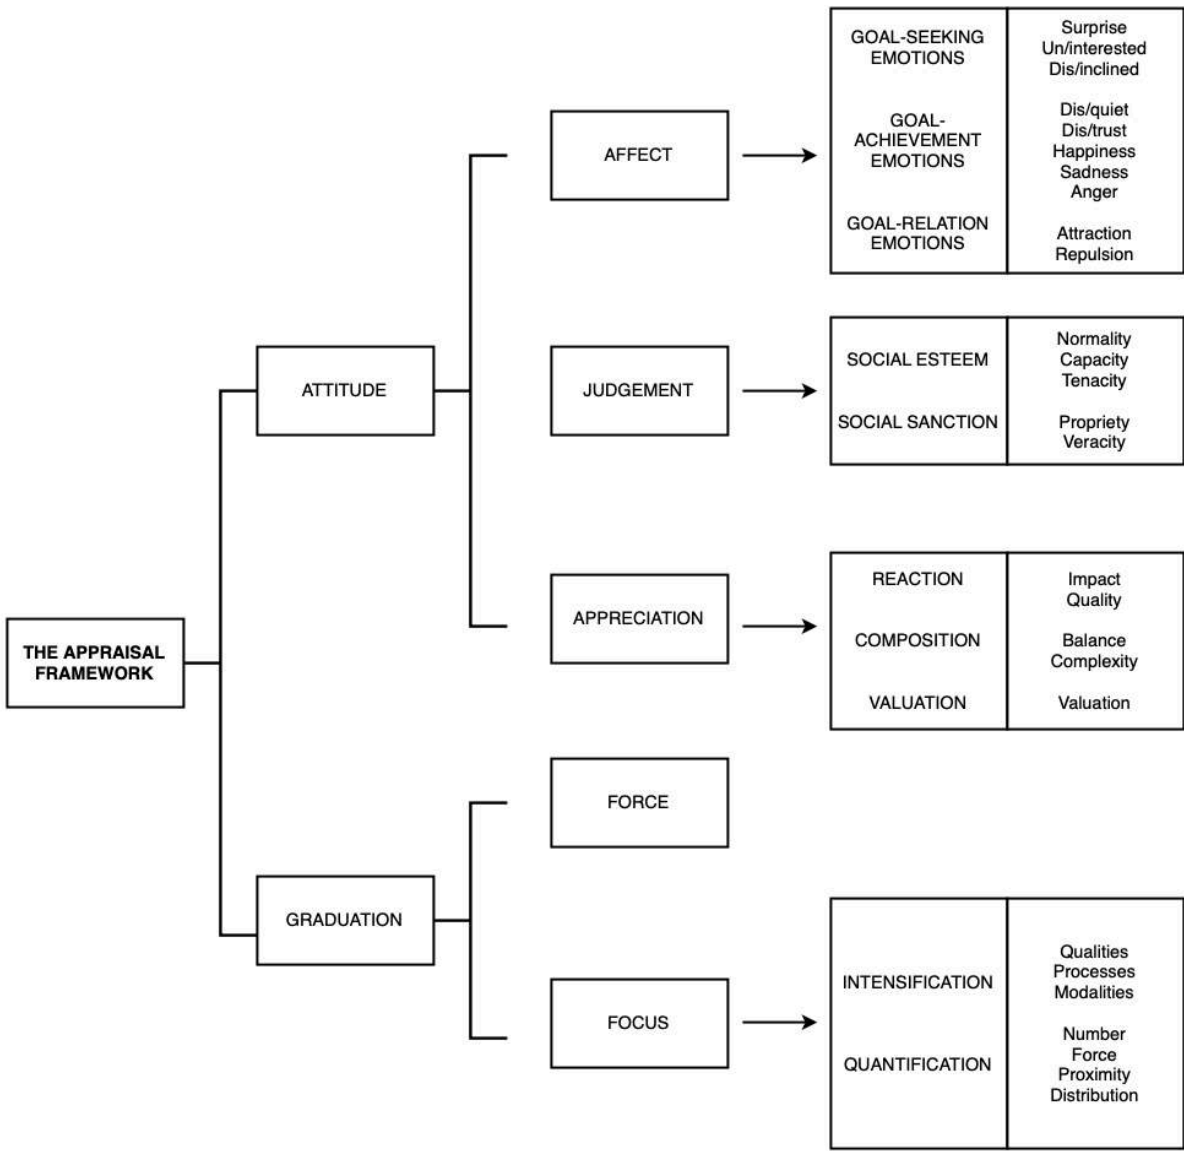 THE APPRAISAL
FRAMEWORK
ATTITUDE
AFFECT
GOAL-SEEKING
EMOTIONS
Surprise
Un/interested
Dis/inclined
GOAL-
ACHIEVEMENT
EMOTIONS
Dis/quiet
Dis/trust
Happiness
Sadness
Anger
GOAL-RELATION
EMOTIONS
Attraction
Repulsion
JUDGEMENT
SOCIAL ESTEEM
Normality
Capacity
Tenacity
SOCIAL SANCTION
Propriety
Veracity
APPRECIATION
REACTION
Impact
Quality
COMPOSITION
Balance
Complexity
VALUATION
Valuation
GRADUATION
FORCE
FOCUS
INTENSIFICATION
Qualities
Processes
Modalities
QUANTIFICATION
Number
Force
Proximity
Distribution